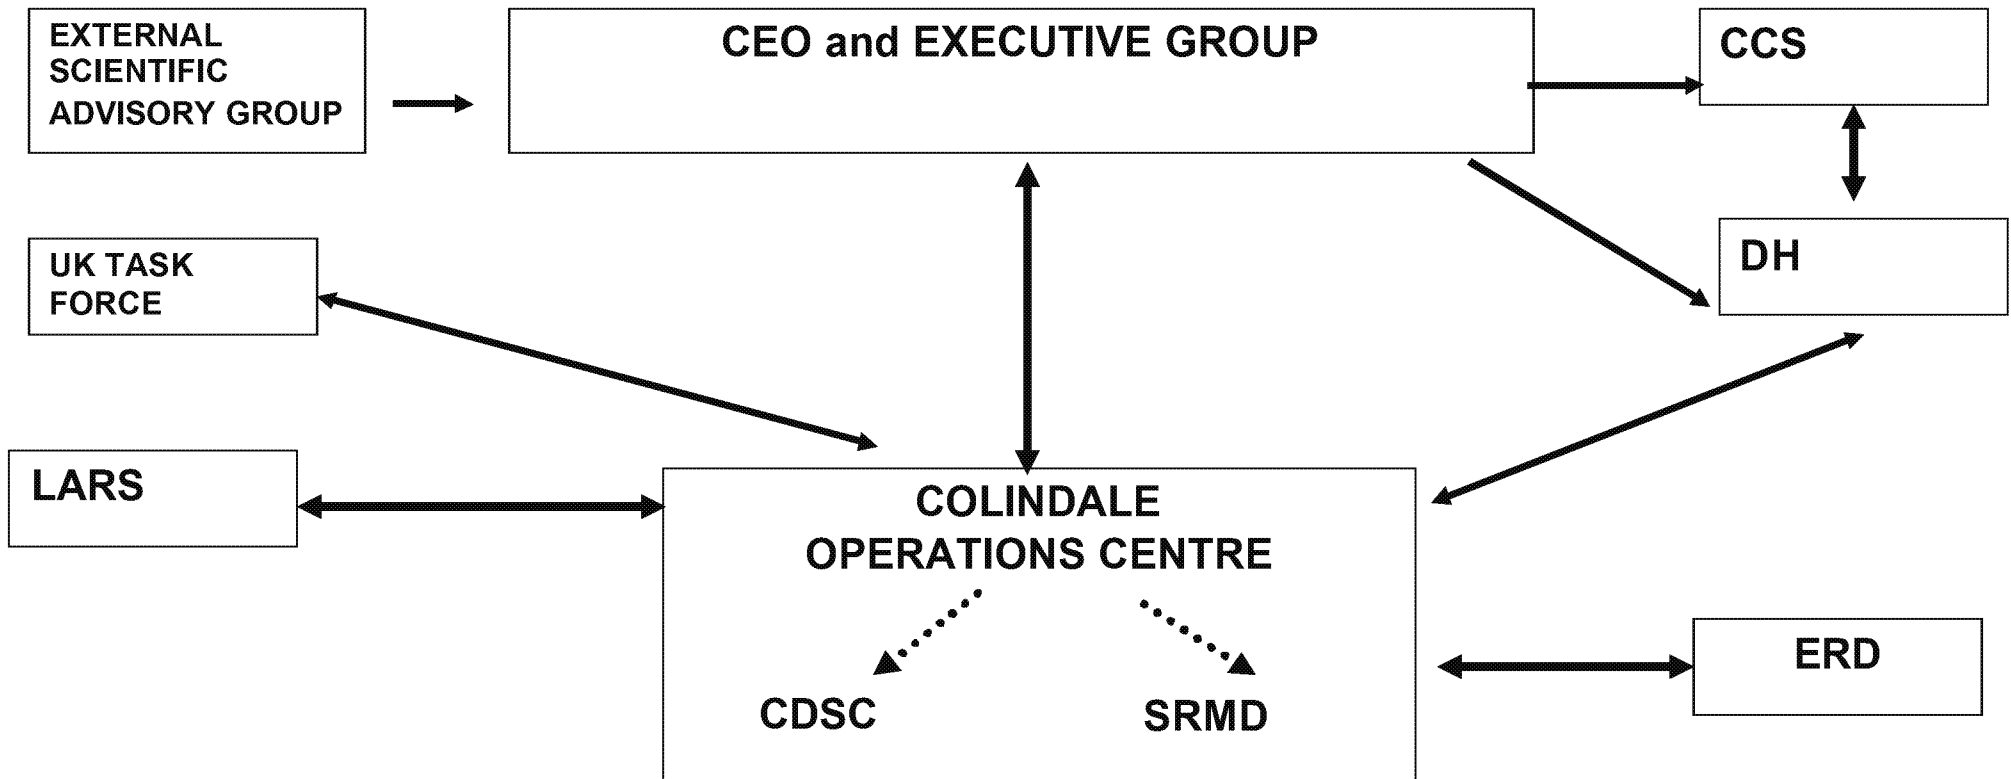 EXTERNAL
SCIENTIFIC
ADVISORY GROUP
CEO and EXECUTIVE GROUP
CCS
UK TASK
FORCE
DH
LARS
COLINDALE
OPERATIONS CENTRE
CDSC
SRMD
ERD